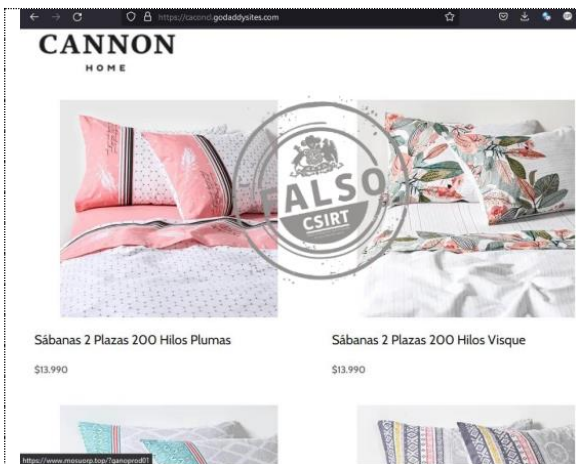 https://caconcl.godaddysites.com
CANNON
HOME
FALSO
CSIRT
Sábanas 2 Plazas 200 Hilos Plumas
Sábanas 2 Plazas 200 Hilos Visque
$13.990
$13.990
https://www.mosuorp.top/?qanoprod01